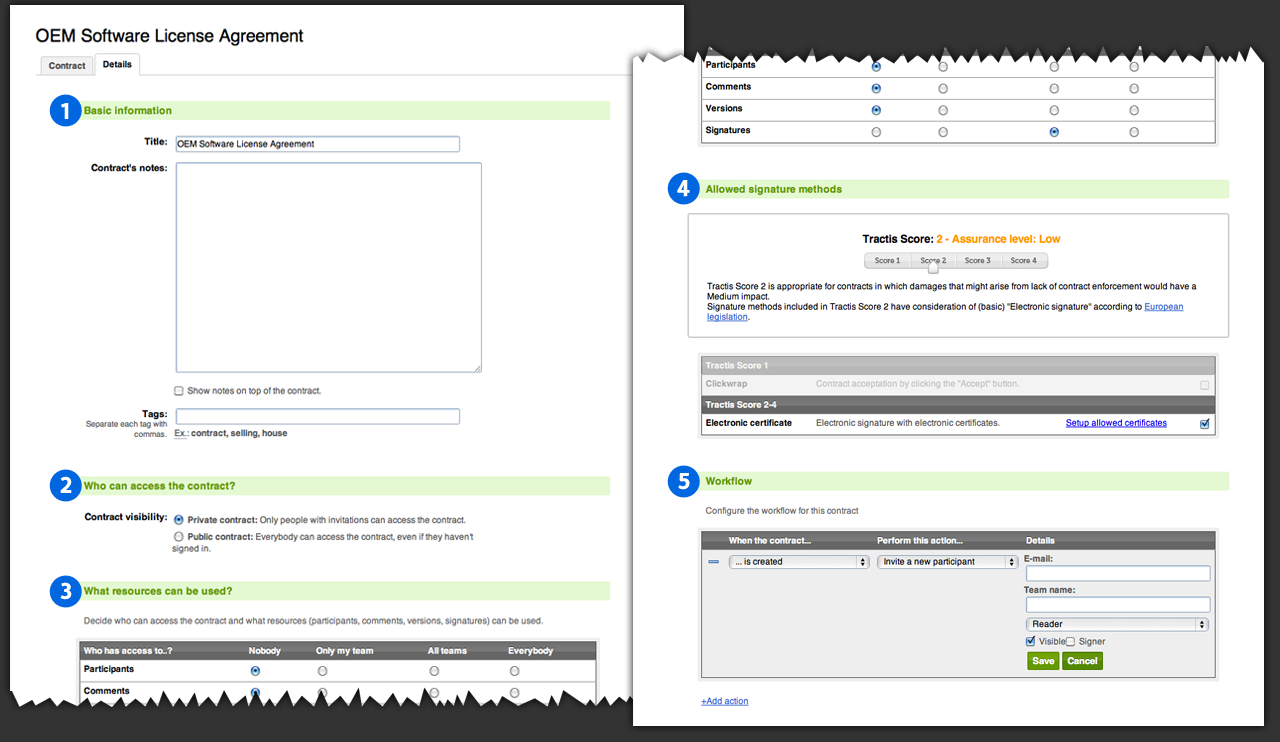 OEM Software License Agreement
Contract
Details
1 Basic information
Title: OEM Software License Agreement
Contract's notes:
Show notes on top of the contract.
Tags:
Separate each tag with
commas.
Ex.: contract, selling, house
2 Who can access the contract?
Contract visibility: Private contract: Only people with invitations can access the contract.
Public contract: Everybody can access the contract, even if they haven't
signed in.
3 What resources can be used?
Decide who can access the contract and what resources (participants, comments, versions, signatures) can be used.
Who has access to..? Nobody Only my team All teams Everybody
Participants
Comments
Participants
Comments
Versions
Signatures
4 Allowed signature methods
Tractis Score: 2 - Assurance level: Low
Score 1 Score 2 Score 3 Score 4
Tractis Score 2 is appropriate for contracts in which damages that might arise from lack of contract enforcement would have a
Medium impact.
Signature methods included in Tractis Score 2 have consideration of (basic) "Electronic signature" according to European
legislation.
Tractis Score 1
Clickwrap Contract acceptation by clicking the "Accept" button.
Tractis Score 2-4
Electronic certificate Electronic signature with electronic certificates. Setup allowed certificates
5 Workflow
Configure the workflow for this contract
When the contract... Perform this action... Details
... is created Invite a new participant E-mail:
Team name:
Reader
Visible Signer
Save Cancel
+Add action